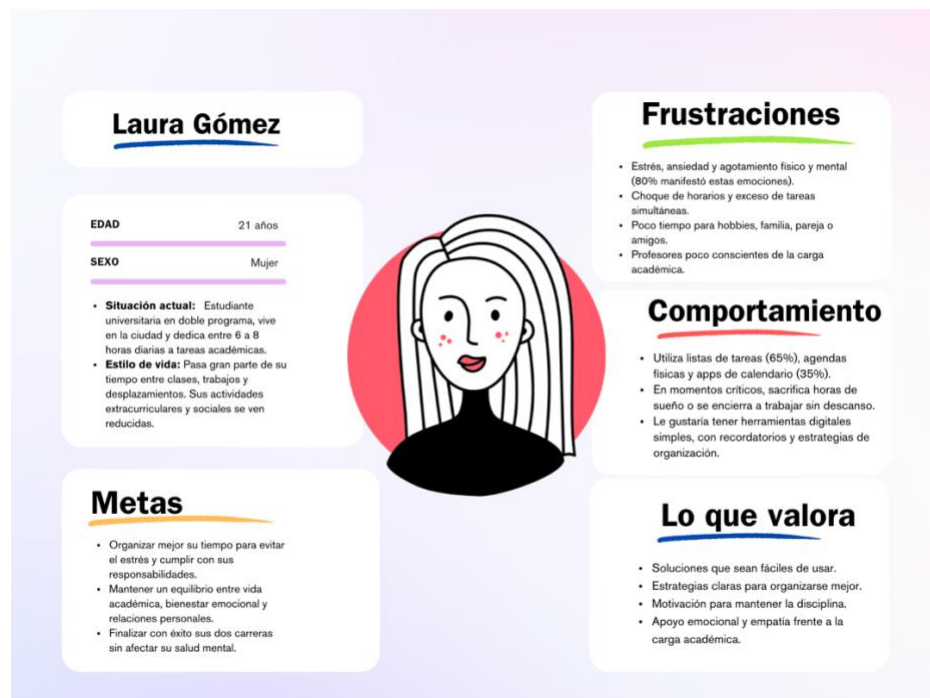 Laura Gómez
EDAD 21 años
SEXO Mujer
• Situación actual: Estudiante
universitaria en doble programa, vive
en la ciudad y dedica entre 6 a 8
horas diarias a tareas académicas.
• Estilo de vida: Pasa gran parte de su
tiempo entre clases, trabajos y
desplazamientos. Sus actividades
extracurriculares y sociales se ven
reducidas.
Metas
• Organizar mejor su tiempo para evitar
el estrés y cumplir con sus
responsabilidades.
• Mantener un equilibrio entre vida
académica, bienestar emocional y
relaciones personales.
• Finalizar con éxito sus dos carreras
sin afectar su salud mental.
Frustraciones
• Estrés, ansiedad y agotamiento físico y mental
(80% manifestó estas emociones).
• Choque de horarios y exceso de tareas
simultáneas.
• Poco tiempo para hobbies, familia, pareja o
amigos.
• Profesores poco conscientes de la carga
académica.
Comportamiento
• Utiliza listas de tareas (65%), agendas
físicas y apps de calendario (35%).
• En momentos críticos, sacrifica horas de
sueño o se encierra a trabajar sin descanso.
• Le gustaría tener herramientas digitales
simples, con recordatorios y estrategias de
organización.
Lo que valora
• Soluciones que sean fáciles de usar.
• Estrategias claras para organizarse mejor.
• Motivación para mantener la disciplina.
• Apoyo emocional y empatía frente a la
carga académica.